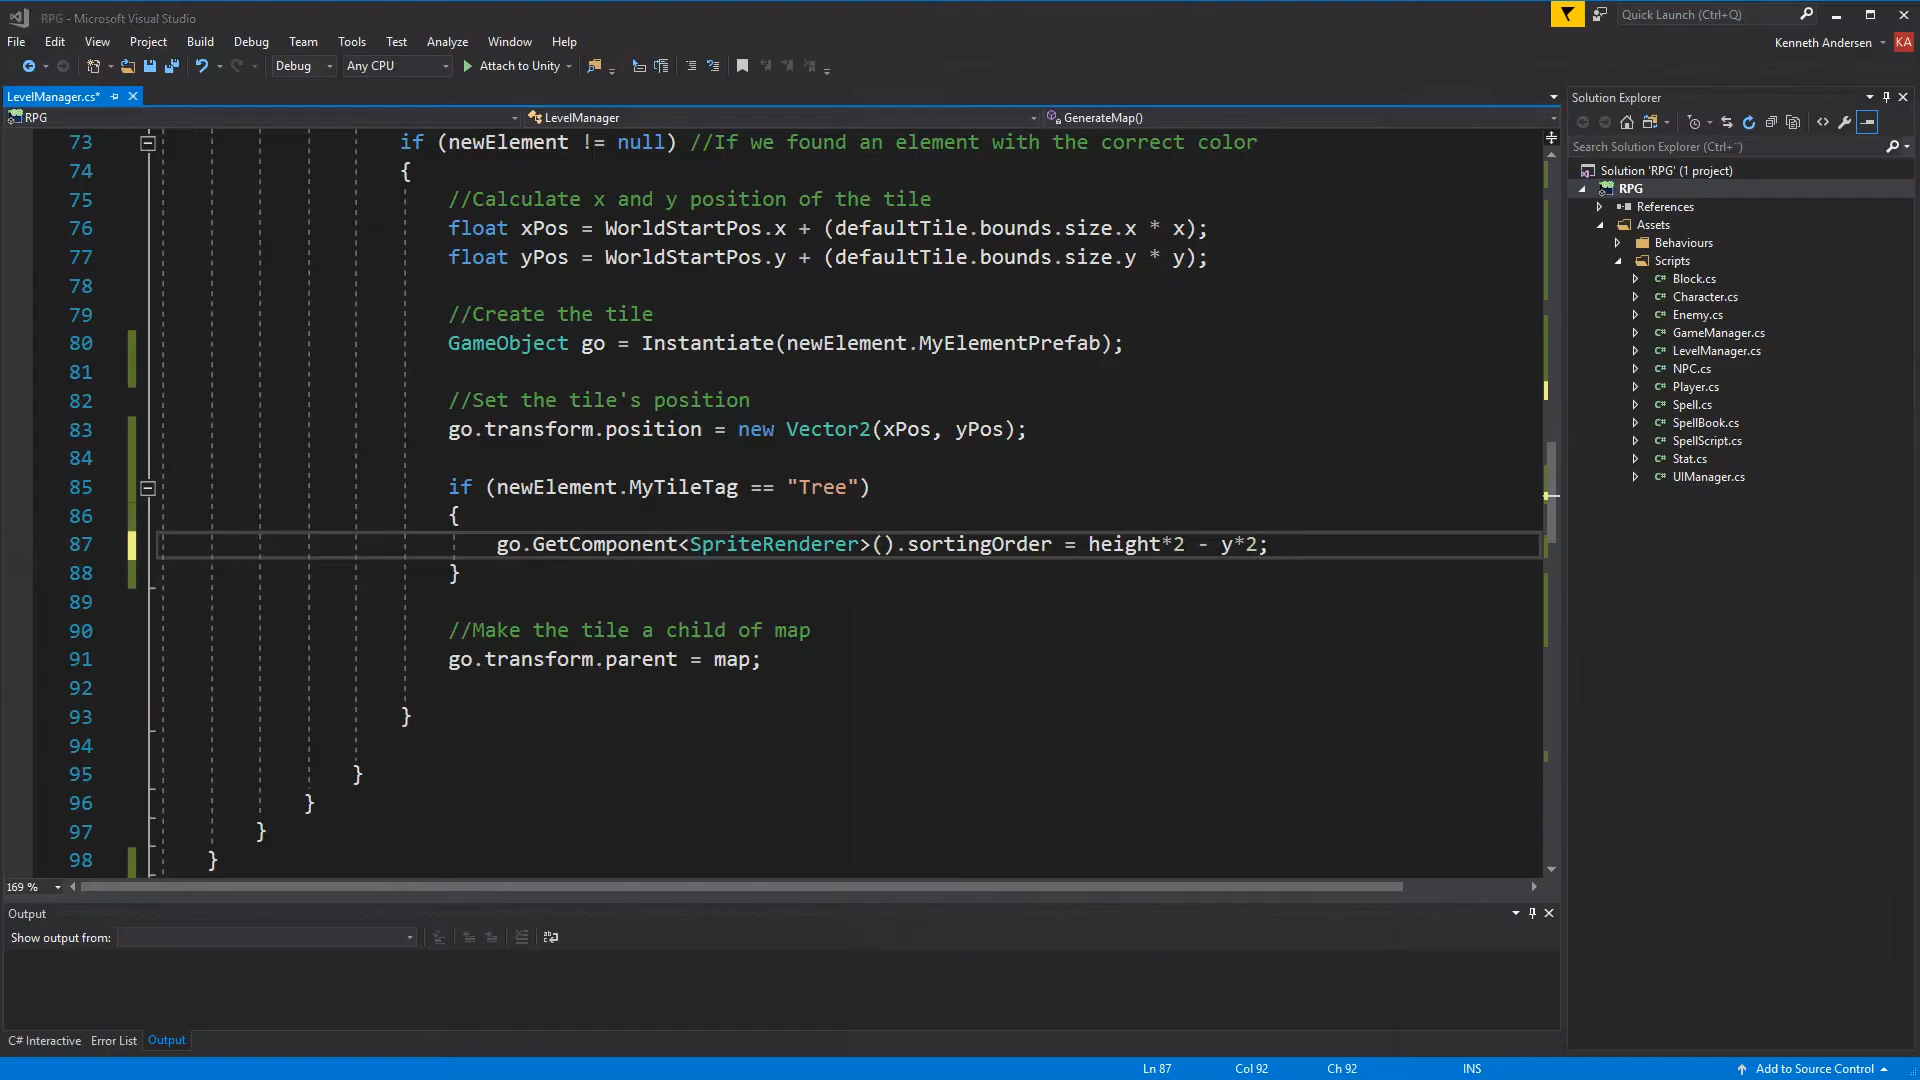 RPG - Microsoft Visual Studio
Quick Launch (Ctrl+Q)
File Edit View Project Build Debug Team Tools Test Analyze Window Help
Kenneth Andersen KA
Debug Any CPU Attach to Unity
LevelManager.cs*
RPG LevelManager GenerateMap()
73 if (newElement != null) //If we found an element with the correct color
74 {
75 //Calculate x and y position of the tile
76 float xPos = WorldStartPos.x + (defaultTile.bounds.size.x * x);
77 float yPos = WorldStartPos.y + (defaultTile.bounds.size.y * y);
78
79 //Create the tile
80 GameObject go = Instantiate(newElement.MyElementPrefab);
81
82 //Set the tile's position
83 go.transform.position = new Vector2(xPos, yPos);
84
85 if (newElement.MyTileTag == "Tree")
86 {
87 go.GetComponent<SpriteRenderer>().sortingOrder = height*2 - y*2;
88 }
89
90 //Make the tile a child of map
91 go.transform.parent = map;
92
93 }
94
95 }
96 }
97 }
98 }
169 %
Output
Show output from:
C# Interactive Error List Output
Ln 87 Col 92 Ch 92 INS Add to Source Control
Solution Explorer
Search Solution Explorer (Ctrl+¨)
Solution 'RPG' (1 project)
RPG
References
Assets
Behaviours
Scripts
C# Block.cs
C# Character.cs
C# Enemy.cs
C# GameManager.cs
C# LevelManager.cs
C# NPC.cs
C# Player.cs
C# Spell.cs
C# SpellBook.cs
C# SpellScript.cs
C# Stat.cs
C# UIManager.cs